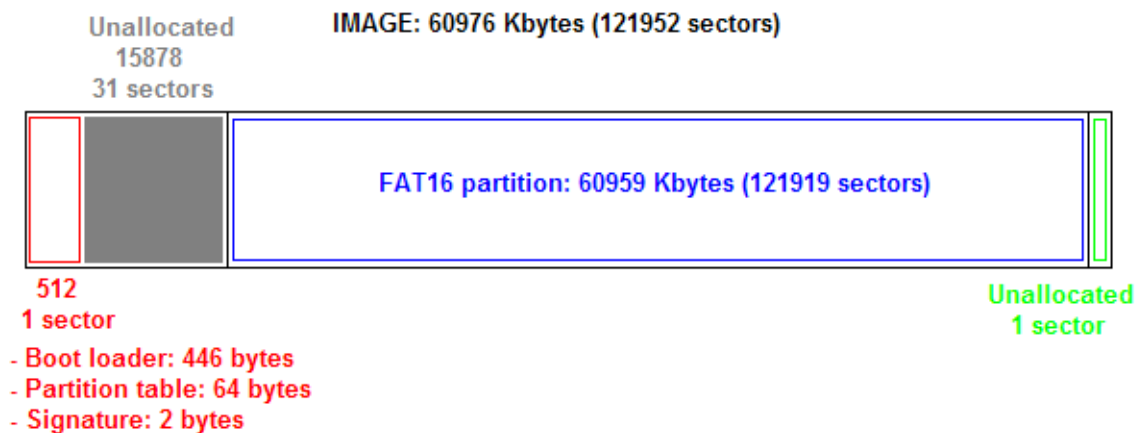 IMAGE: 60976 Kbytes (121952 sectors)
Unallocated
15878
31 sectors
FAT16 partition: 60959 Kbytes (121919 sectors)
512
1 sector
- Boot loader: 446 bytes
- Partition table: 64 bytes
- Signature: 2 bytes
Unallocated
1 sector